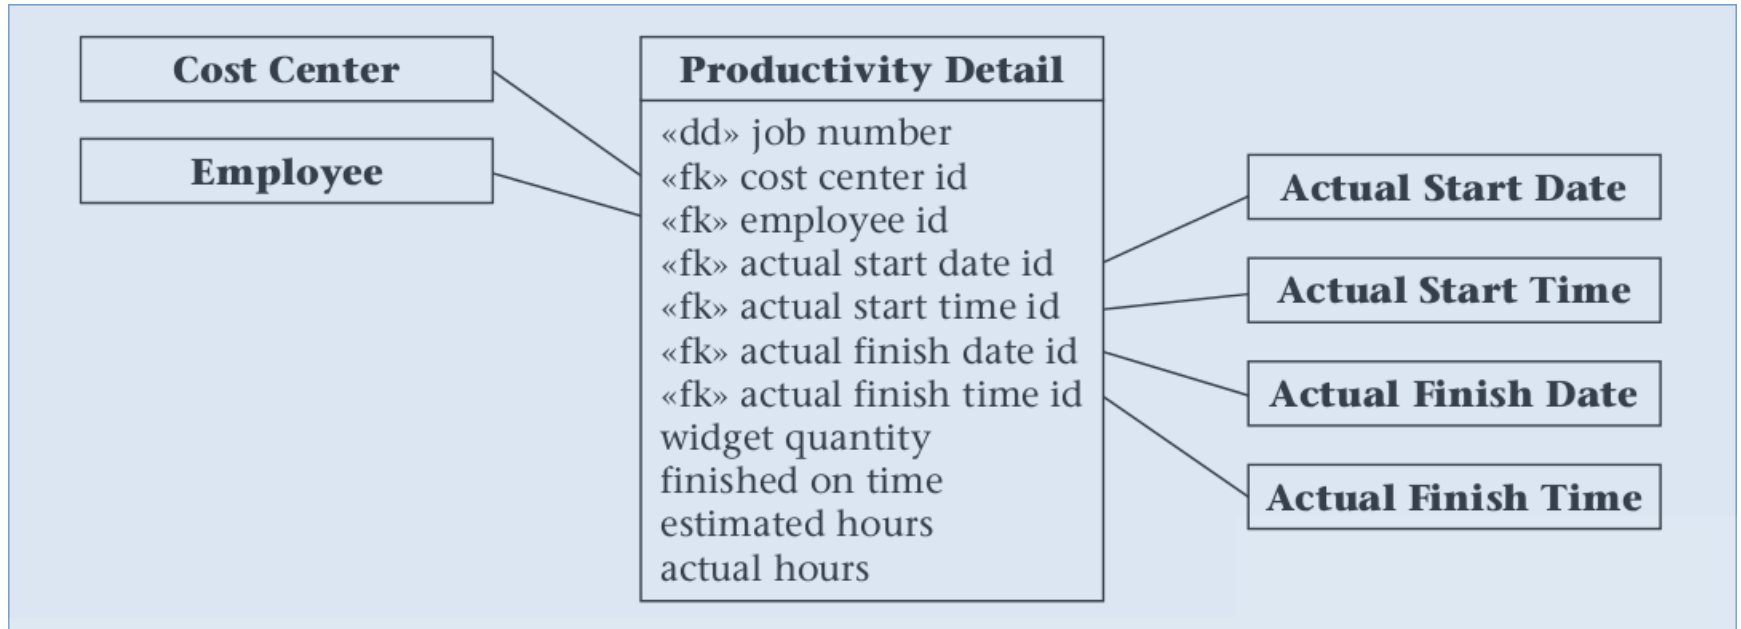 Cost Center
Employee
Productivity Detail
«dd» job number
«fk» cost center id
«fk» employee id
«fk» actual start date id
«fk» actual start time id
«fk» actual finish date id
«fk» actual finish time id
widget quantity
finished on time
estimated hours
actual hours
Actual Start Date
Actual Start Time
Actual Finish Date
Actual Finish Time